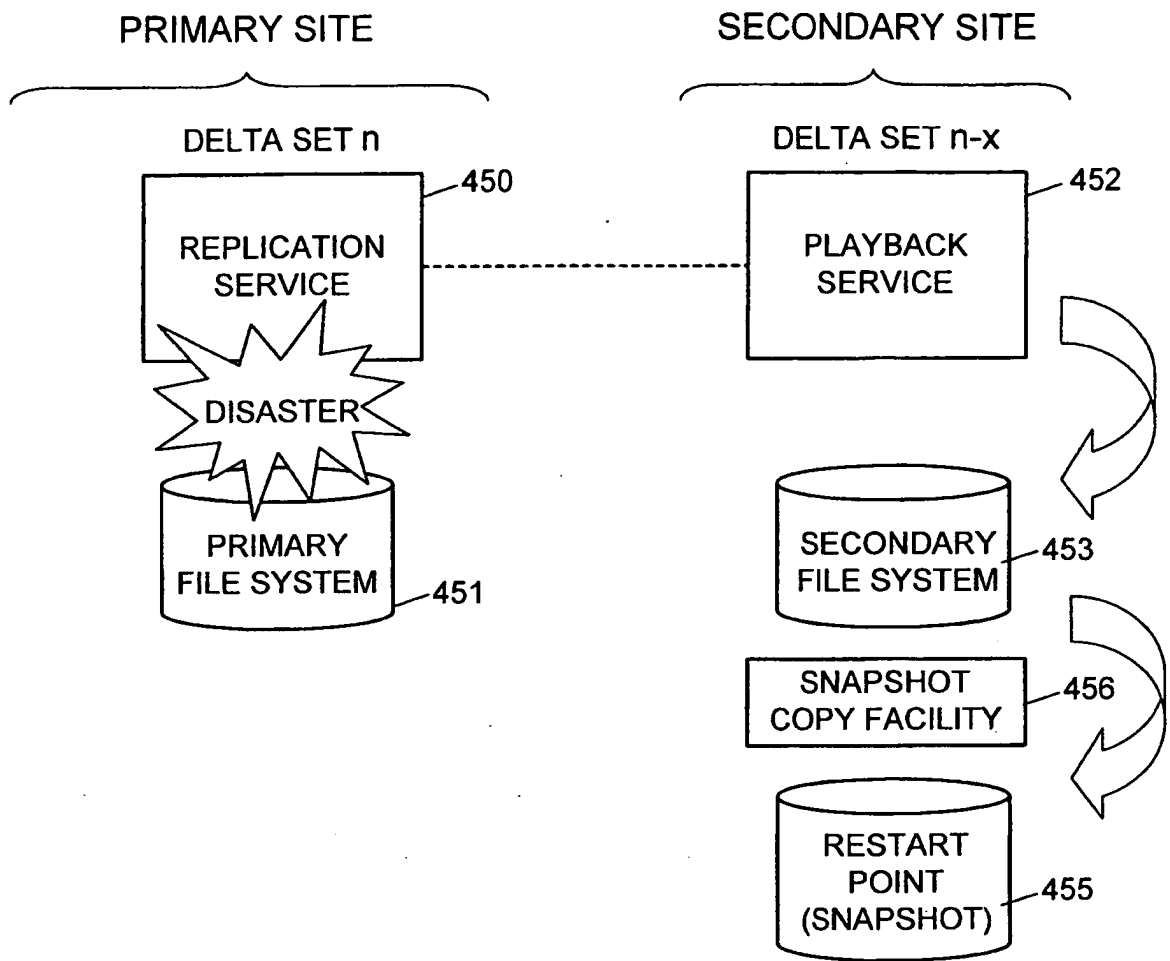 PRIMARY SITE
SECONDARY SITE
DELTA SET n
DELTA SET n-x
450
452
REPLICATION
SERVICE
PLAYBACK
SERVICE
DISASTER
PRIMARY
FILE SYSTEM
451
SECONDARY
FILE SYSTEM
453
SNAPSHOT
COPY FACILITY
456
RESTART
POINT
(SNAPSHOT)
455